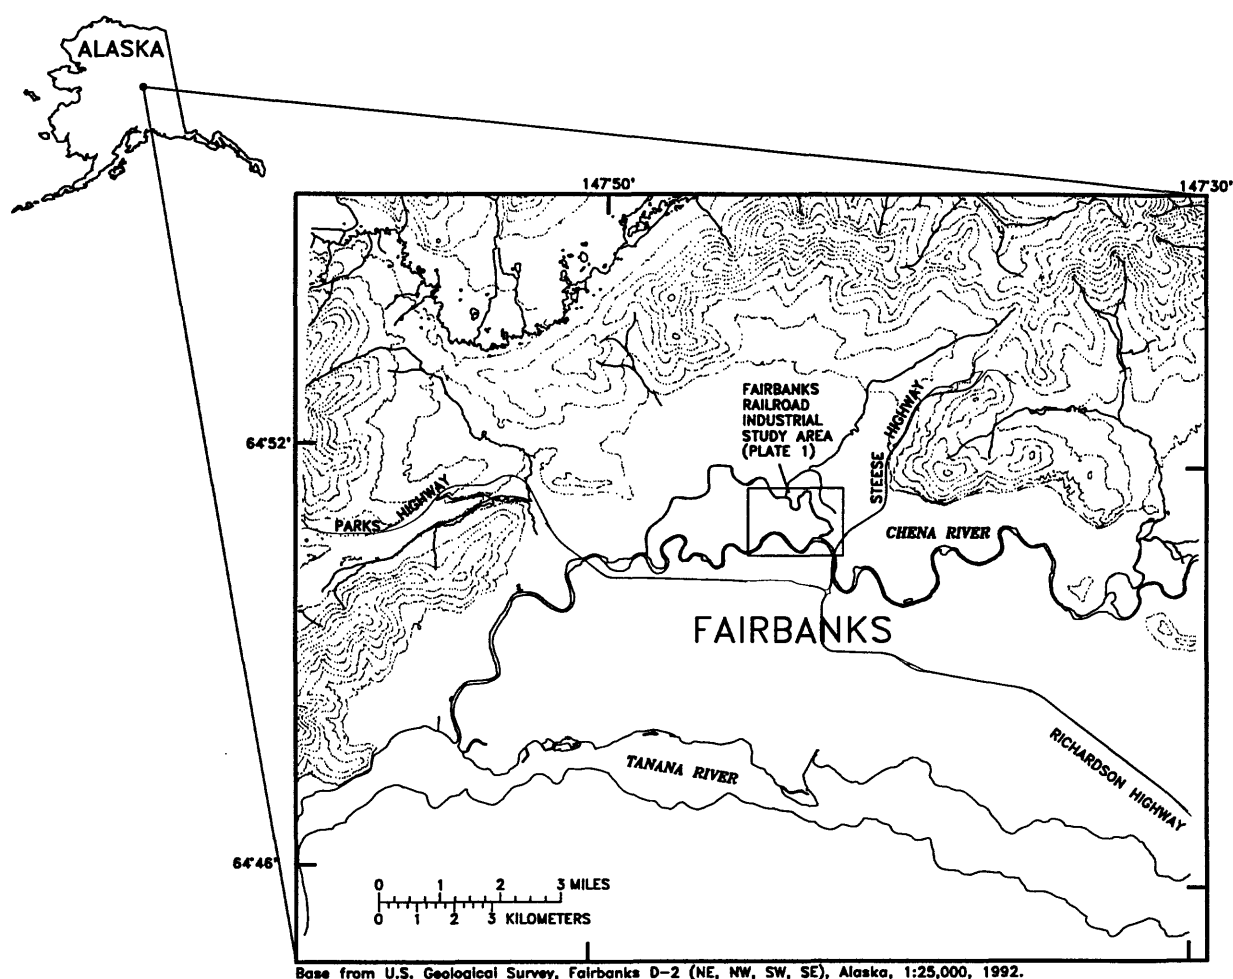 ALASKA
147°50'
147°30'
FAIRBANKS
RAILROAD
INDUSTRIAL
STUDY AREA
(PLATE 1)
STEESE HIGHWAY
64°52'
PARKS HIGHWAY
CHENA RIVER
FAIRBANKS
TANANA RIVER
RICHARDSON HIGHWAY
64°46'
0 1 2 3 MILES
0 1 2 3 KILOMETERS
Base from U.S. Geological Survey, Fairbanks D-2 (NE, NW, SW, SE), Alaska, 1:25,000, 1992.